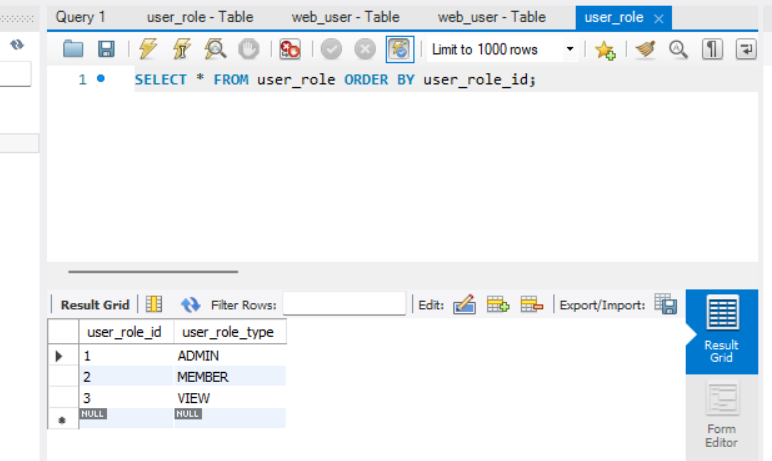 Query 1 user_role - Table web_user - Table web_user - Table user_role
Limit to 1000 rows
1 SELECT * FROM user_role ORDER BY user_role_id;
Result Grid Filter Rows: Edit: Export/Import:
user_role_id user_role_type
1 ADMIN
2 MEMBER
3 VIEW
NULL NULL
Result
Grid
Form
Editor